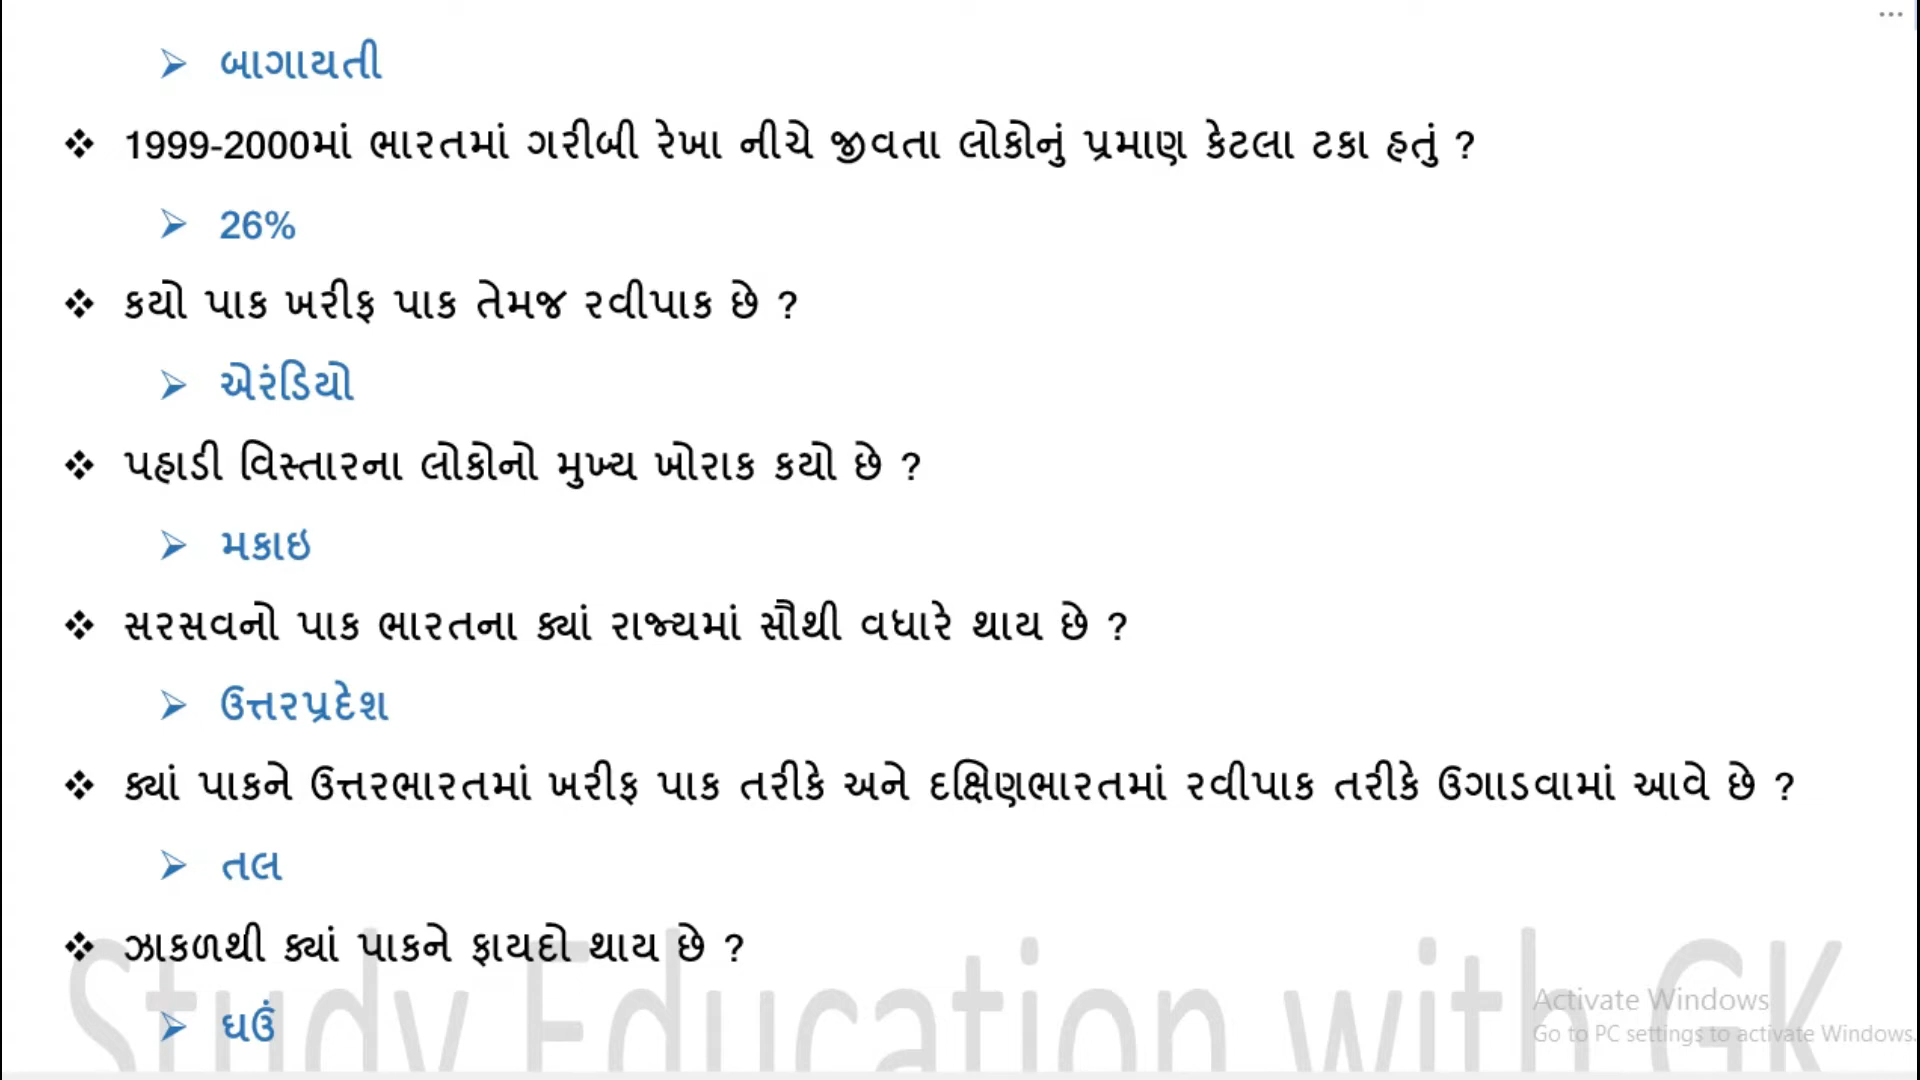 બાગાયતી
1999-2000માં ભારતમાં ગરીબી રેખા નીચે જીવતા લોકોનું પ્રમાણ કેટલા ટકા હતું ?
26%
કયો પાક ખરીફ પાક તેમજ રવીપાક છે ?
એરંડિયો
પહાડી વિસ્તારના લોકોનો મુખ્ય ખોરાક કયો છે ?
મકાઇ
સરસવનો પાક ભારતના ક્યાં રાજ્યમાં સૌથી વધારે થાય છે ?
ઉત્તરપ્રદેશ
ક્યાં પાકને ઉત્તરભારતમાં ખરીફ પાક તરીકે અને દક્ષિણભારતમાં રવીપાક તરીકે ઉગાડવામાં આવે છે ?
તલ
ઝાકળથી ક્યાં પાકને ફાયદો થાય છે ?
ઘઉં
Study Education with GK
Activate Windows
Go to PC settings to activate Windows.